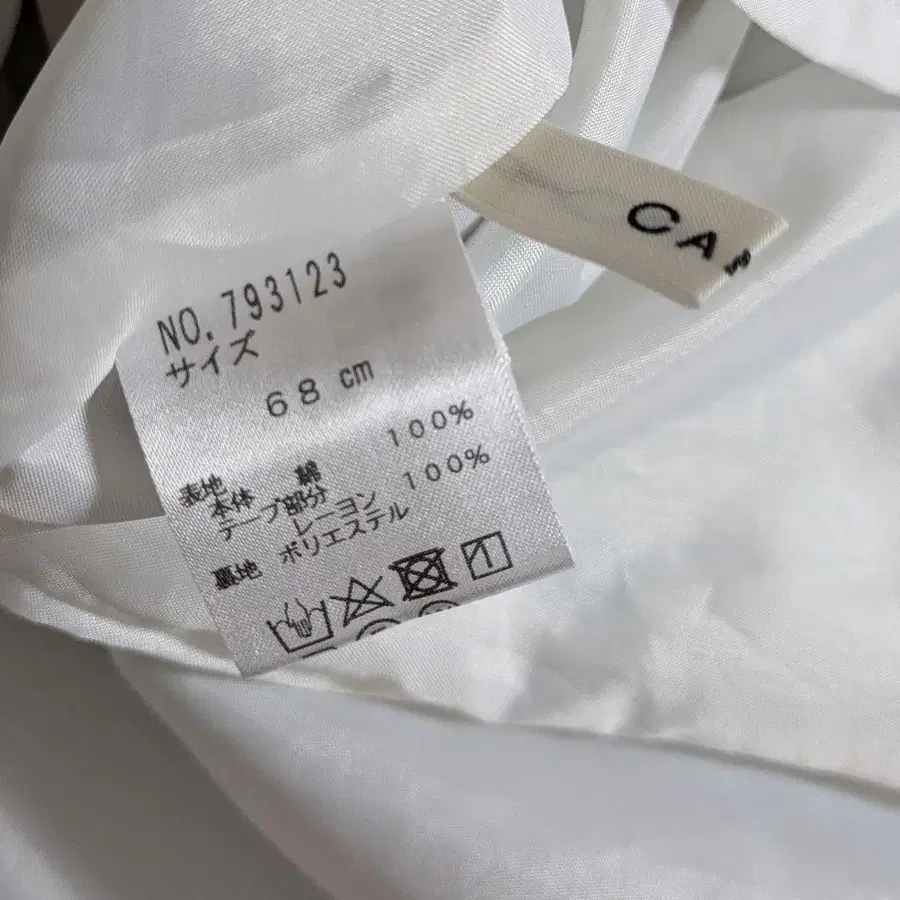 CA
NO.793123
サイズ
68 cm
表地
本体 綿 100%
テープ部分 レーヨン 100%
裏地 ポリエステル